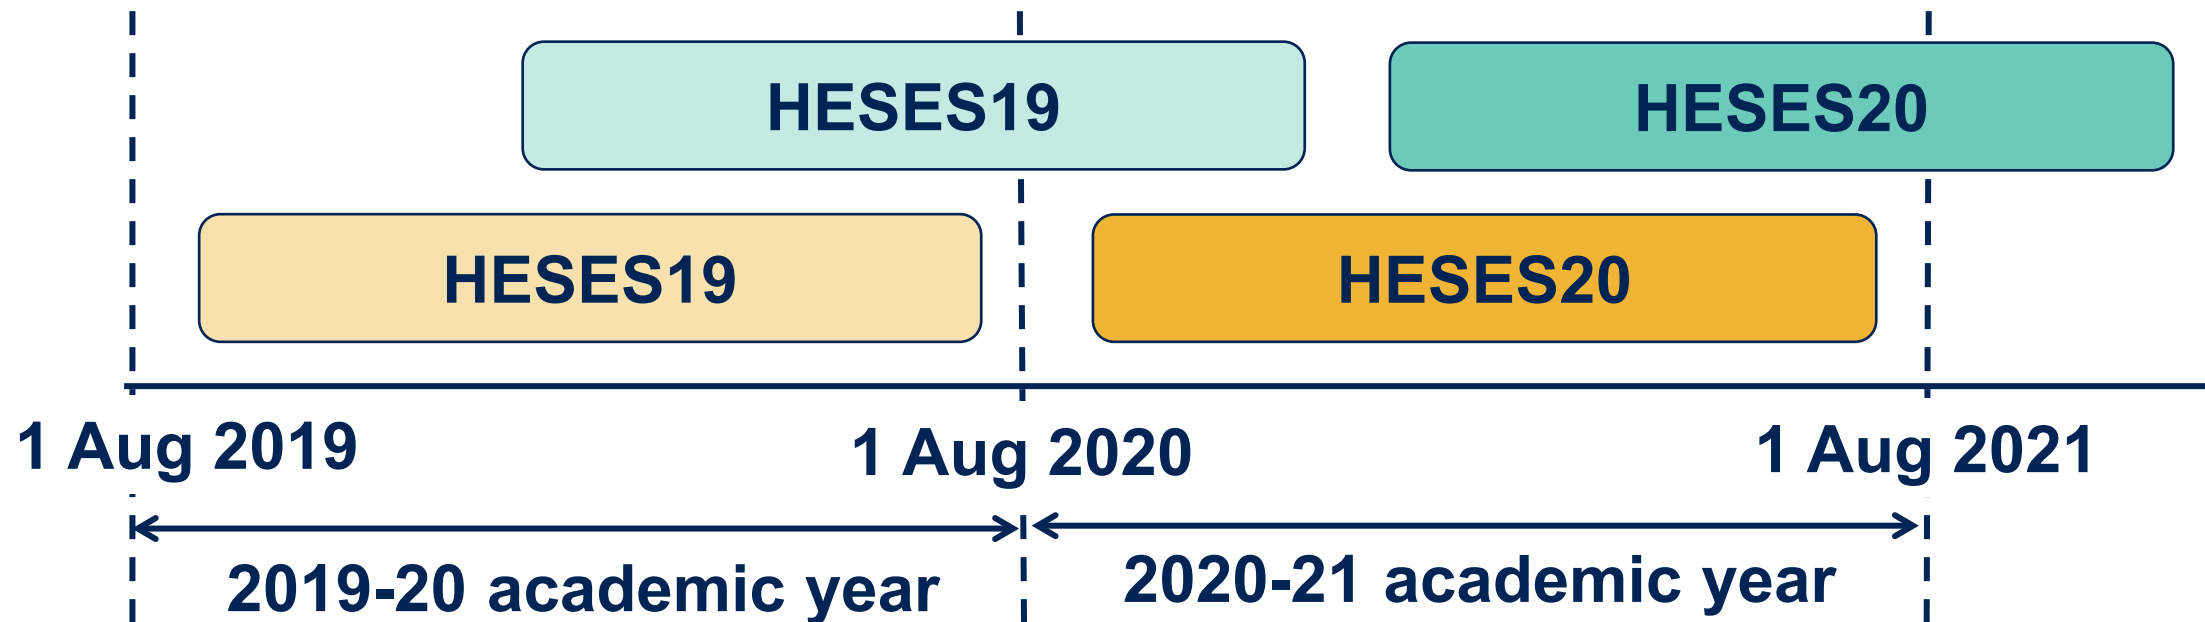 HESES19
HESES20
HESES19
HESES20
1 Aug 2019
1 Aug 2020
1 Aug 2021
2019-20 academic year
2020-21 academic year